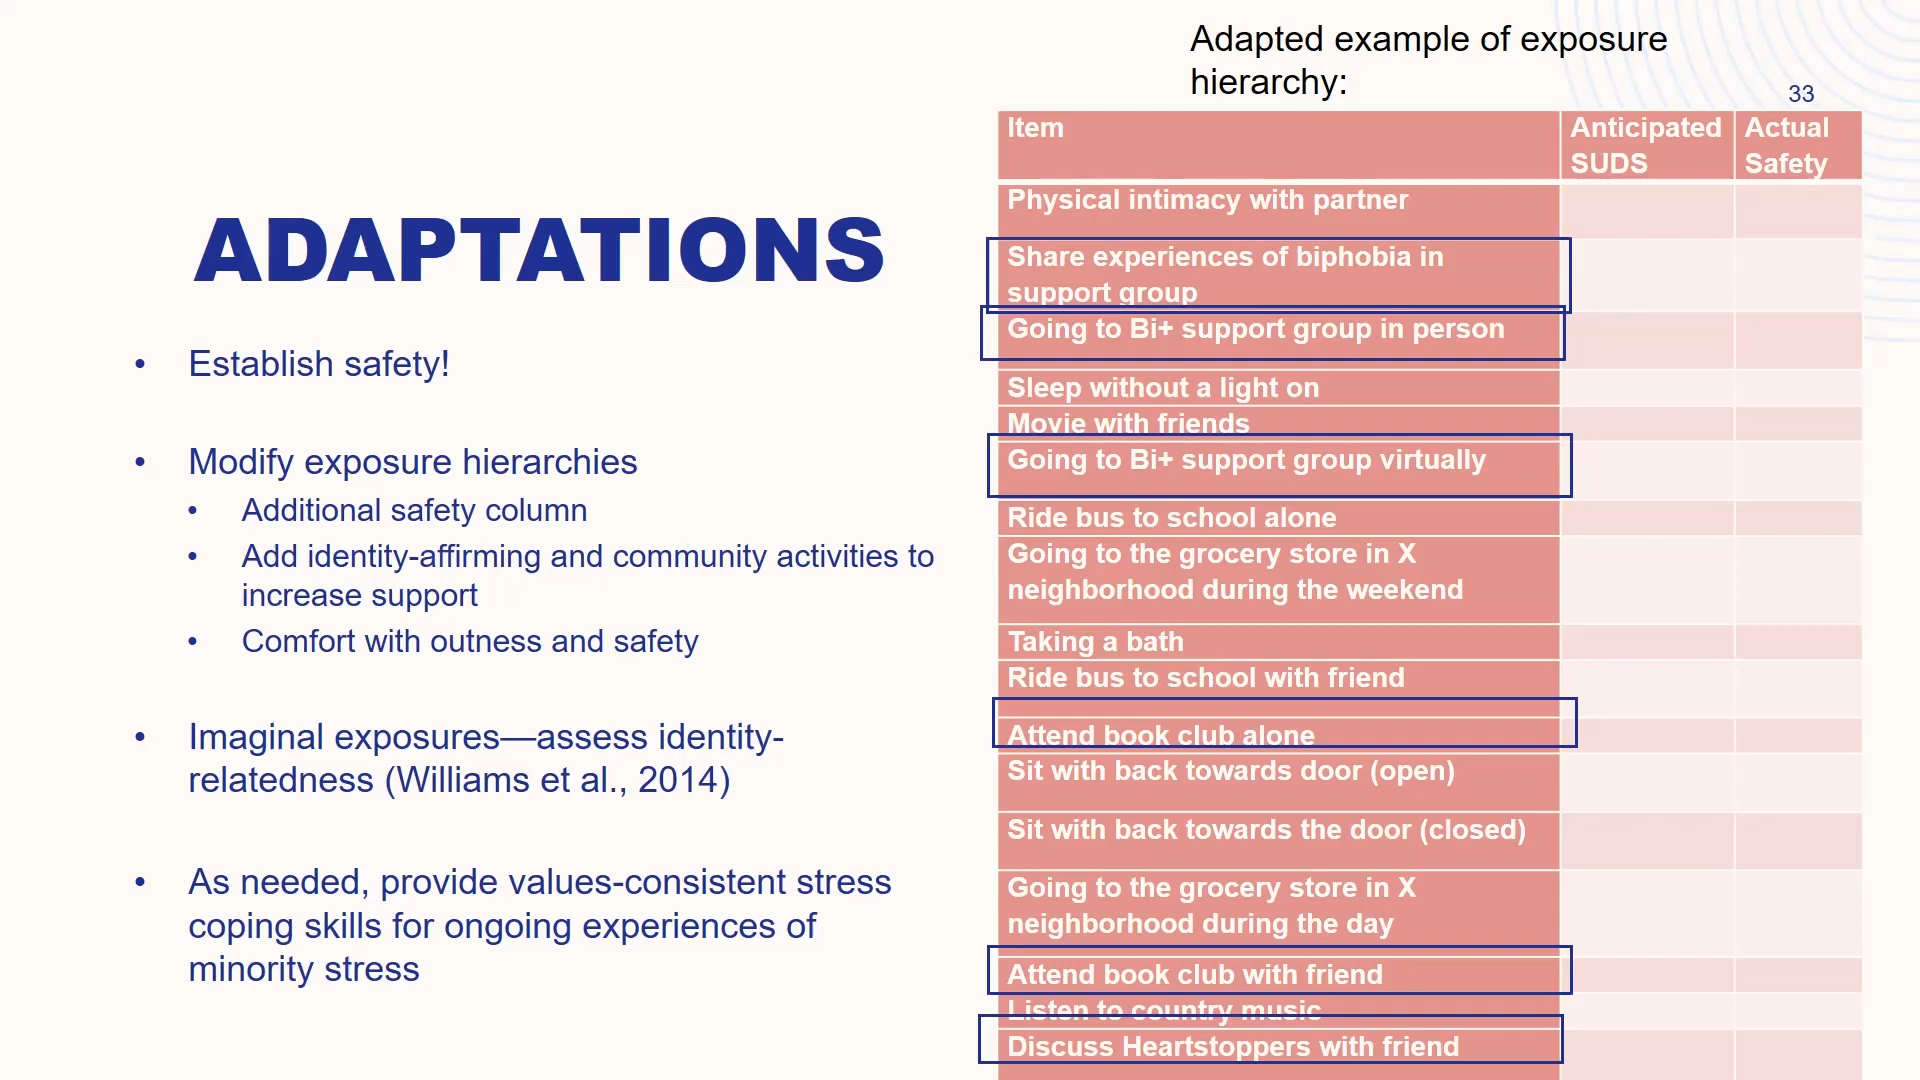 Adapted example of exposure
hierarchy:
33
ADAPTATIONS
• Establish safety!
• Modify exposure hierarchies
• Additional safety column
• Add identity-affirming and community activities to
increase support
• Comfort with outness and safety
• Imaginal exposures—assess identity-
relatedness (Williams et al., 2014)
• As needed, provide values-consistent stress
coping skills for ongoing experiences of
minority stress
Item
Anticipated
SUDS
Actual
Safety
Physical intimacy with partner
Share experiences of biphobia in
support group
Going to Bi+ support group in person
Sleep without a light on
Movie with friends
Going to Bi+ support group virtually
Ride bus to school alone
Going to the grocery store in X
neighborhood during the weekend
Taking a bath
Ride bus to school with friend
Attend book club alone
Sit with back towards door (open)
Sit with back towards the door (closed)
Going to the grocery store in X
neighborhood during the day
Attend book club with friend
Listen to country music
Discuss Heartstoppers with friend